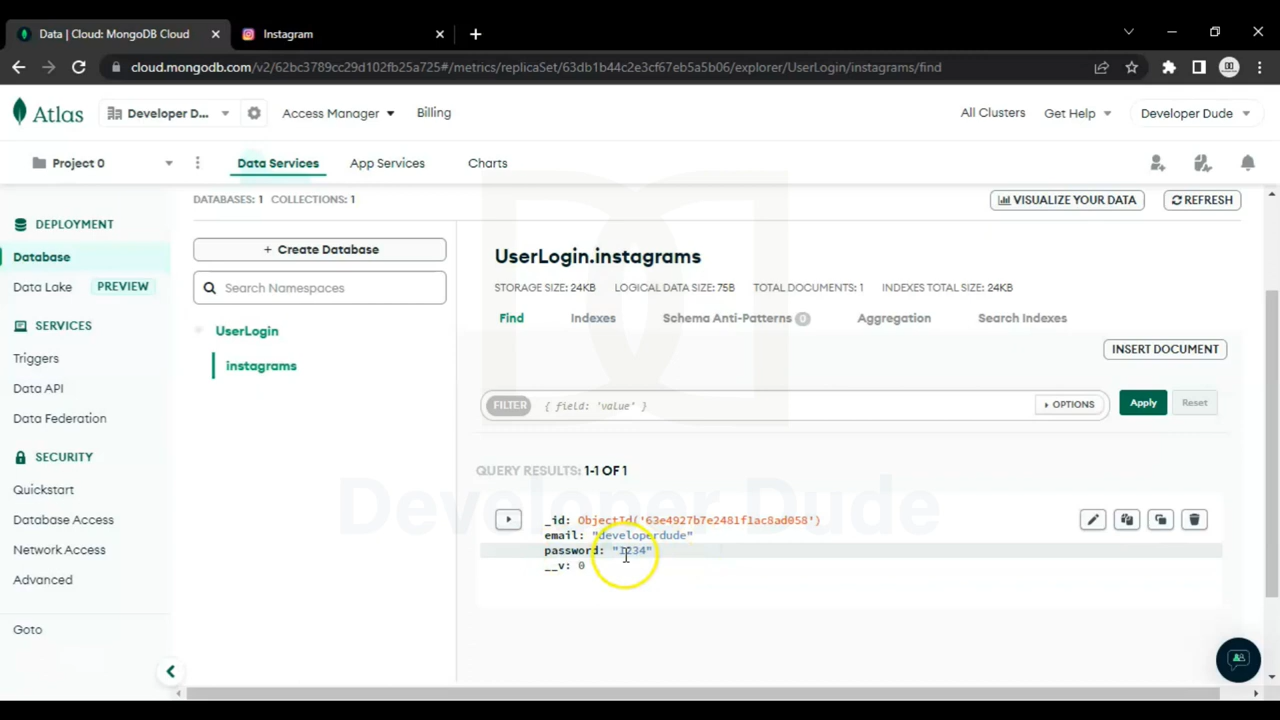 Data | Cloud: MongoDB Cloud
Instagram
cloud.mongodb.com/v2/62bc3789cc29d102fb25a725#/metrics/replicaSet/63db1b44c2e3cf67eb5a5b06/explorer/UserLogin/instagrams/find
Atlas
Developer D...
Access Manager
Billing
All Clusters
Get Help
Developer Dude
Project 0
Data Services
App Services
Charts
DATABASES: 1 COLLECTIONS: 1
VISUALIZE YOUR DATA
REFRESH
DEPLOYMENT
Database
Data Lake PREVIEW
SERVICES
Triggers
Data API
Data Federation
SECURITY
Quickstart
Database Access
Network Access
Advanced
Goto
+ Create Database
Search Namespaces
UserLogin
instagrams
UserLogin.instagrams
STORAGE SIZE: 24KB LOGICAL DATA SIZE: 75B TOTAL DOCUMENTS: 1 INDEXES TOTAL SIZE: 24KB
Find Indexes Schema Anti-Patterns 0 Aggregation Search Indexes
INSERT DOCUMENT
FILTER { field: 'value' } OPTIONS Apply Reset
QUERY RESULTS: 1-1 OF 1
_id: ObjectId('63e4927b7e2481f1ac8ad058')
email: "developerdude"
password: "1234"
__v: 0
Developer Dude